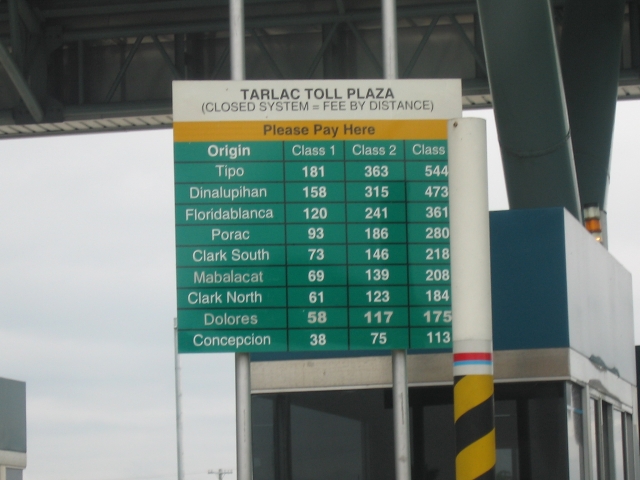 TARLAC TOLL PLAZA
(CLOSED SYSTEM = FEE BY DISTANCE)
Please Pay Here
Origin Class 1 Class 2 Class
Tipo 181 363 544
Dinalupihan 158 315 473
Floridablanca 120 241 361
Porac 93 186 280
Clark South 73 146 218
Mabalacat 69 139 208
Clark North 61 123 184
Dolores 58 117 175
Concepcion 38 75 113